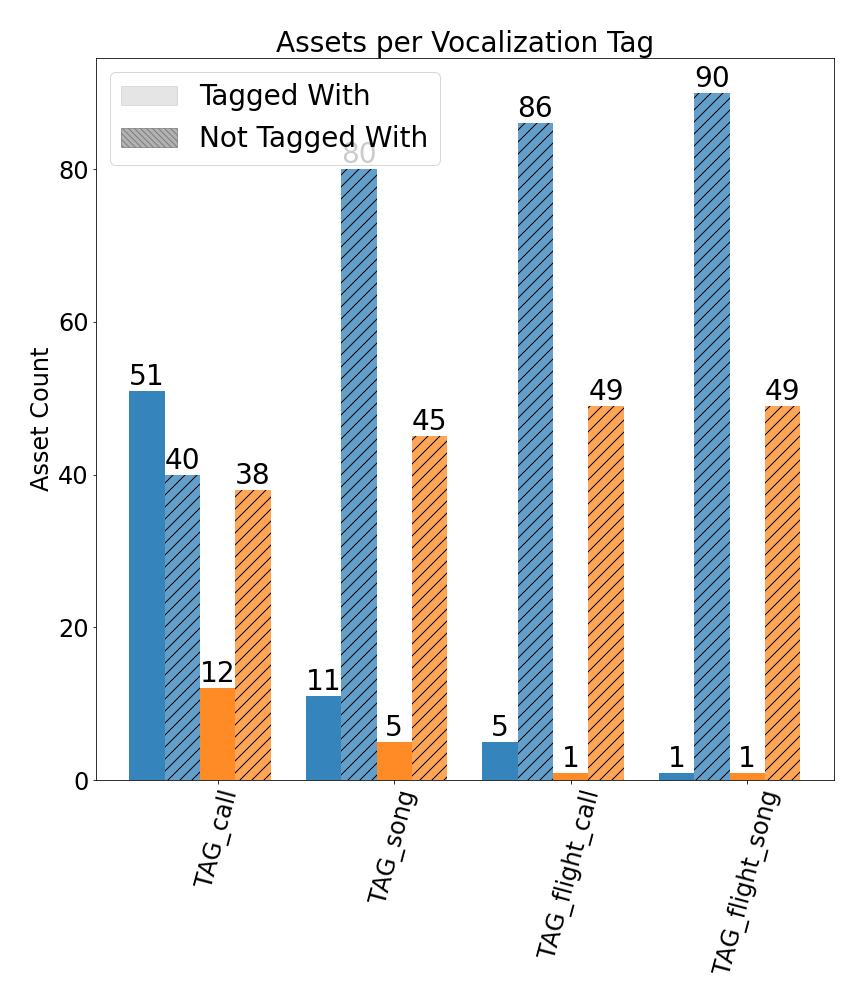 Assets per Vocalization Tag
Tagged With
Not Tagged With
Asset Count
80
60
40
20
0
51
40
12
38
11
80
5
45
5
86
1
49
1
90
1
49
TAG_call
TAG_song
TAG_flight_call
TAG_flight_song